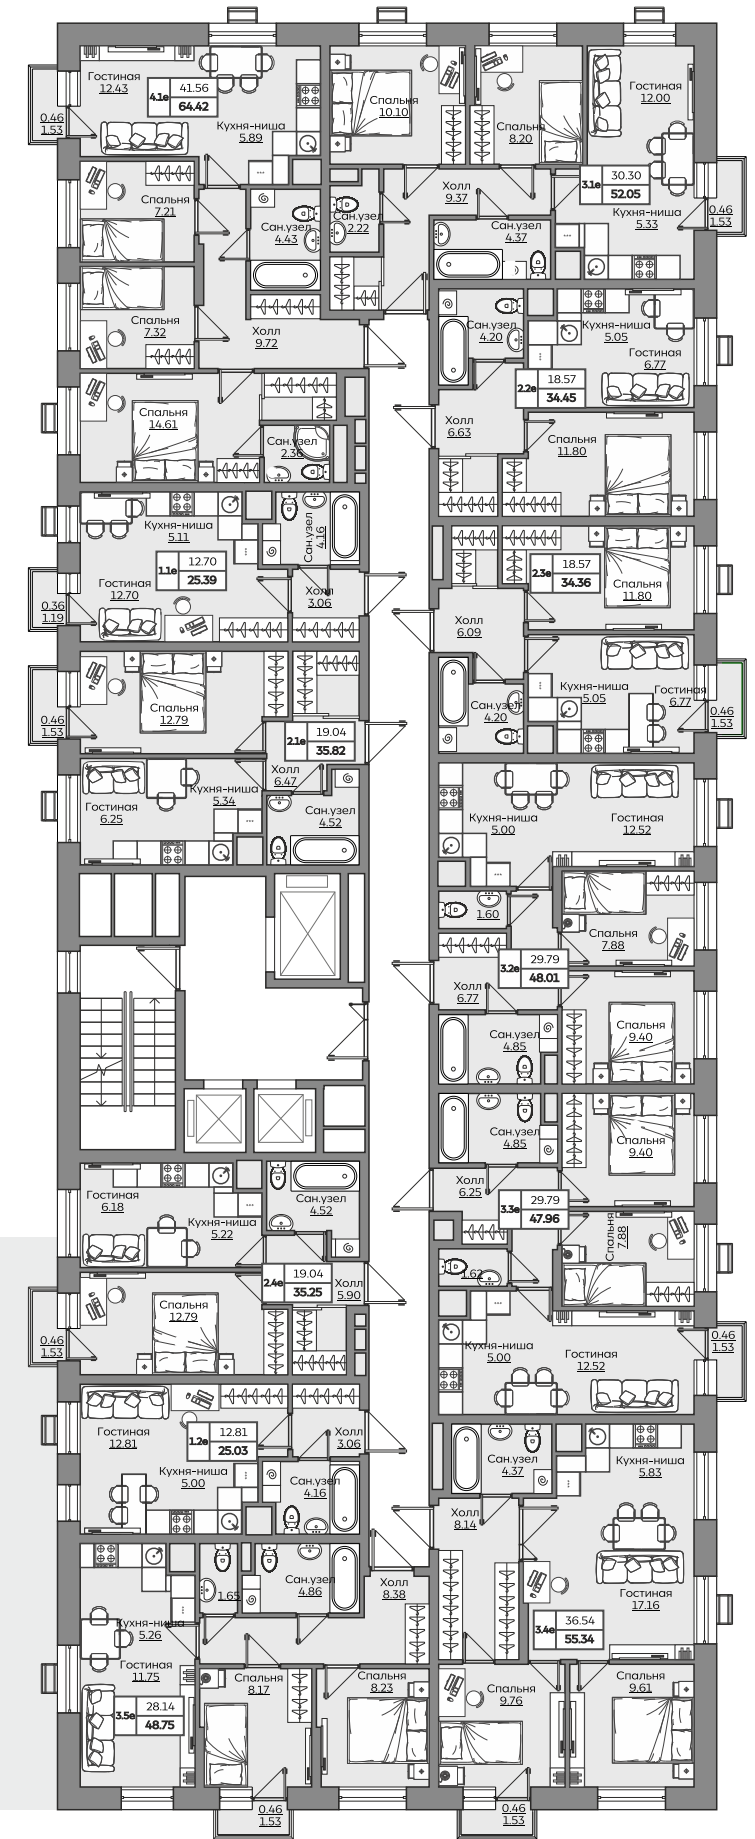 Гостиная
12.43
4.1е
41.56
64.42
Кухня-ниша
5.89
0.46
1.53
Спальня
10.10
Спальня
8.20
Гостиная
12.00
3.1е
30.30
52.05
Кухня-ниша
5.33
0.46
1.53
Холл
9.37
Спальня
7.21
Сан.узел
4.43
Сан.узел
2.22
Сан.узел
4.37
Спальня
7.32
Холл
9.72
Сан.узел
4.20
Кухня-ниша
5.05
Гостиная
6.77
2.2е
18.57
34.45
Спальня
14.61
Сан.узел
2.36
Холл
6.63
Спальня
11.80
Кухня-ниша
5.11
Сан.узел
4.16
1.1е
12.70
25.39
Гостиная
12.70
Холл
3.06
0.36
1.19
2.3е
18.57
34.36
Спальня
11.80
Холл
6.09
Сан.узел
4.20
Кухня-ниша
5.05
Гостиная
6.77
0.46
1.53
Спальня
12.79
0.46
1.53
2.1е
19.04
35.82
Холл
6.47
Кухня-ниша
5.34
Гостиная
6.25
Сан.узел
4.52
Кухня-ниша
5.00
Гостиная
12.52
1.60
Спальня
7.88
3.2е
29.79
48.01
Холл
6.77
Сан.узел
4.85
Спальня
9.40
Сан.узел
4.85
Спальня
9.40
Холл
6.25
3.3е
29.79
47.96
Спальня
7.88
1.62
Гостиная
6.18
Кухня-ниша
5.22
Сан.узел
4.52
2.4е
19.04
35.25
Холл
5.90
Спальня
12.79
0.46
1.53
Кухня-ниша
5.00
Гостиная
12.52
0.46
1.53
Гостиная
12.81
1.2е
12.81
25.03
Холл
3.06
Кухня-ниша
5.00
Сан.узел
4.16
Сан.узел
4.37
Кухня-ниша
5.83
Холл
8.14
Гостиная
17.16
3.4е
36.54
55.34
1.65
Сан.узел
4.86
Холл
8.38
Кухня-ниша
5.26
Гостиная
11.75
3.5е
28.14
48.75
Спальня
8.17
Спальня
8.23
Спальня
9.76
Спальня
9.61
0.46
1.53
0.46
1.53